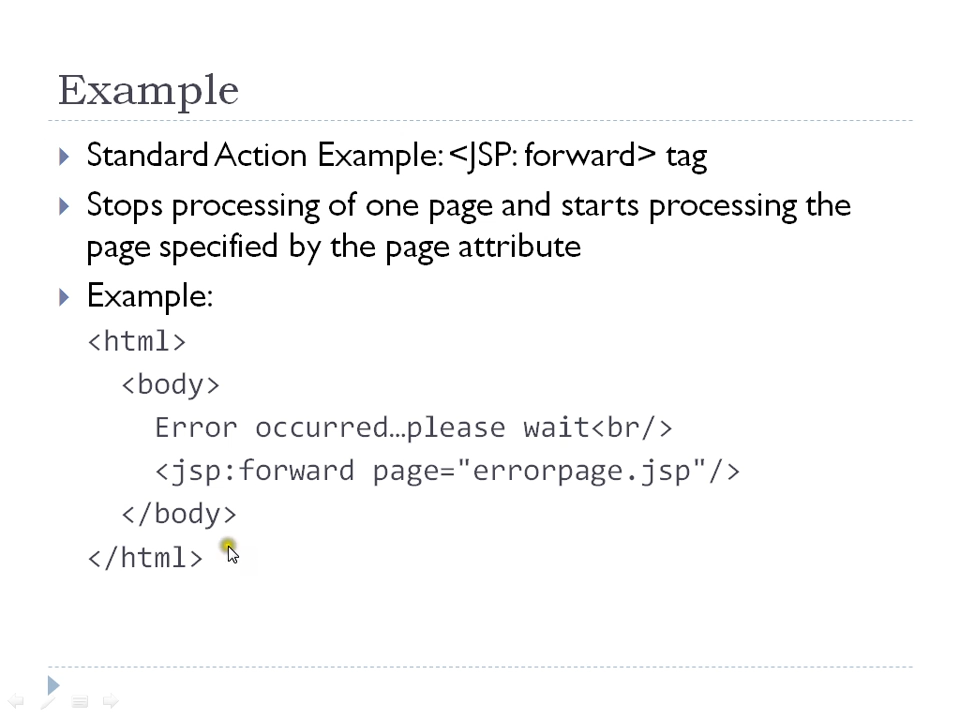 Example
Standard Action Example: <JSP: forward> tag
Stops processing of one page and starts processing the
page specified by the page attribute
Example:
<html>
<body>
Error occurred…please wait<br/>
<jsp:forward page="errorpage.jsp"/>
</body>
</html>